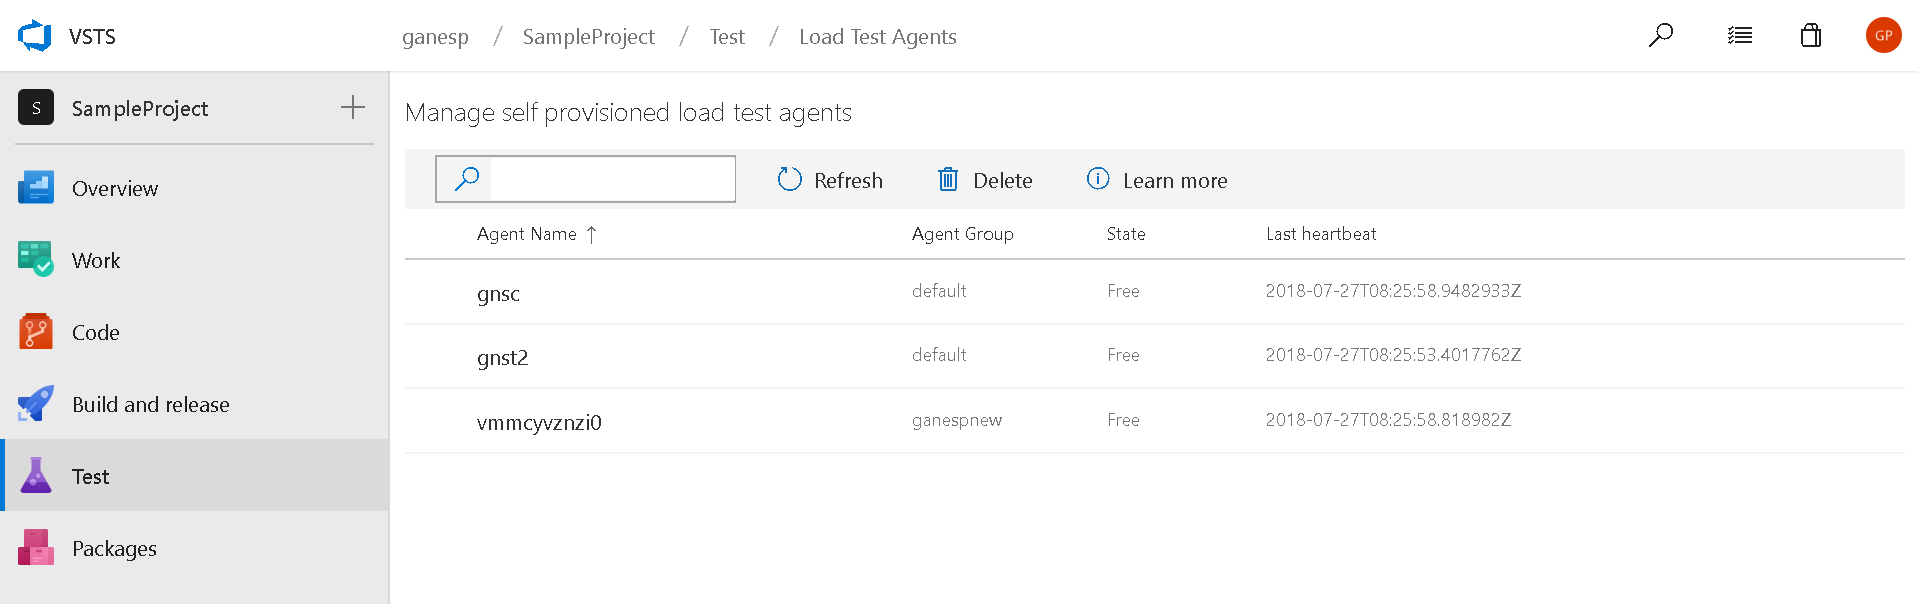 VSTS
ganesp / SampleProject / Test / Load Test Agents
GP
S SampleProject
Overview
Work
Code
Build and release
Test
Packages
Manage self provisioned load test agents
Refresh Delete Learn more
Agent Name ↑ Agent Group State Last heartbeat
gnsc default Free 2018-07-27T08:25:58.9482933Z
gnst2 default Free 2018-07-27T08:25:53.4017762Z
vmmcyvznzi0 ganespnew Free 2018-07-27T08:25:58.818982Z